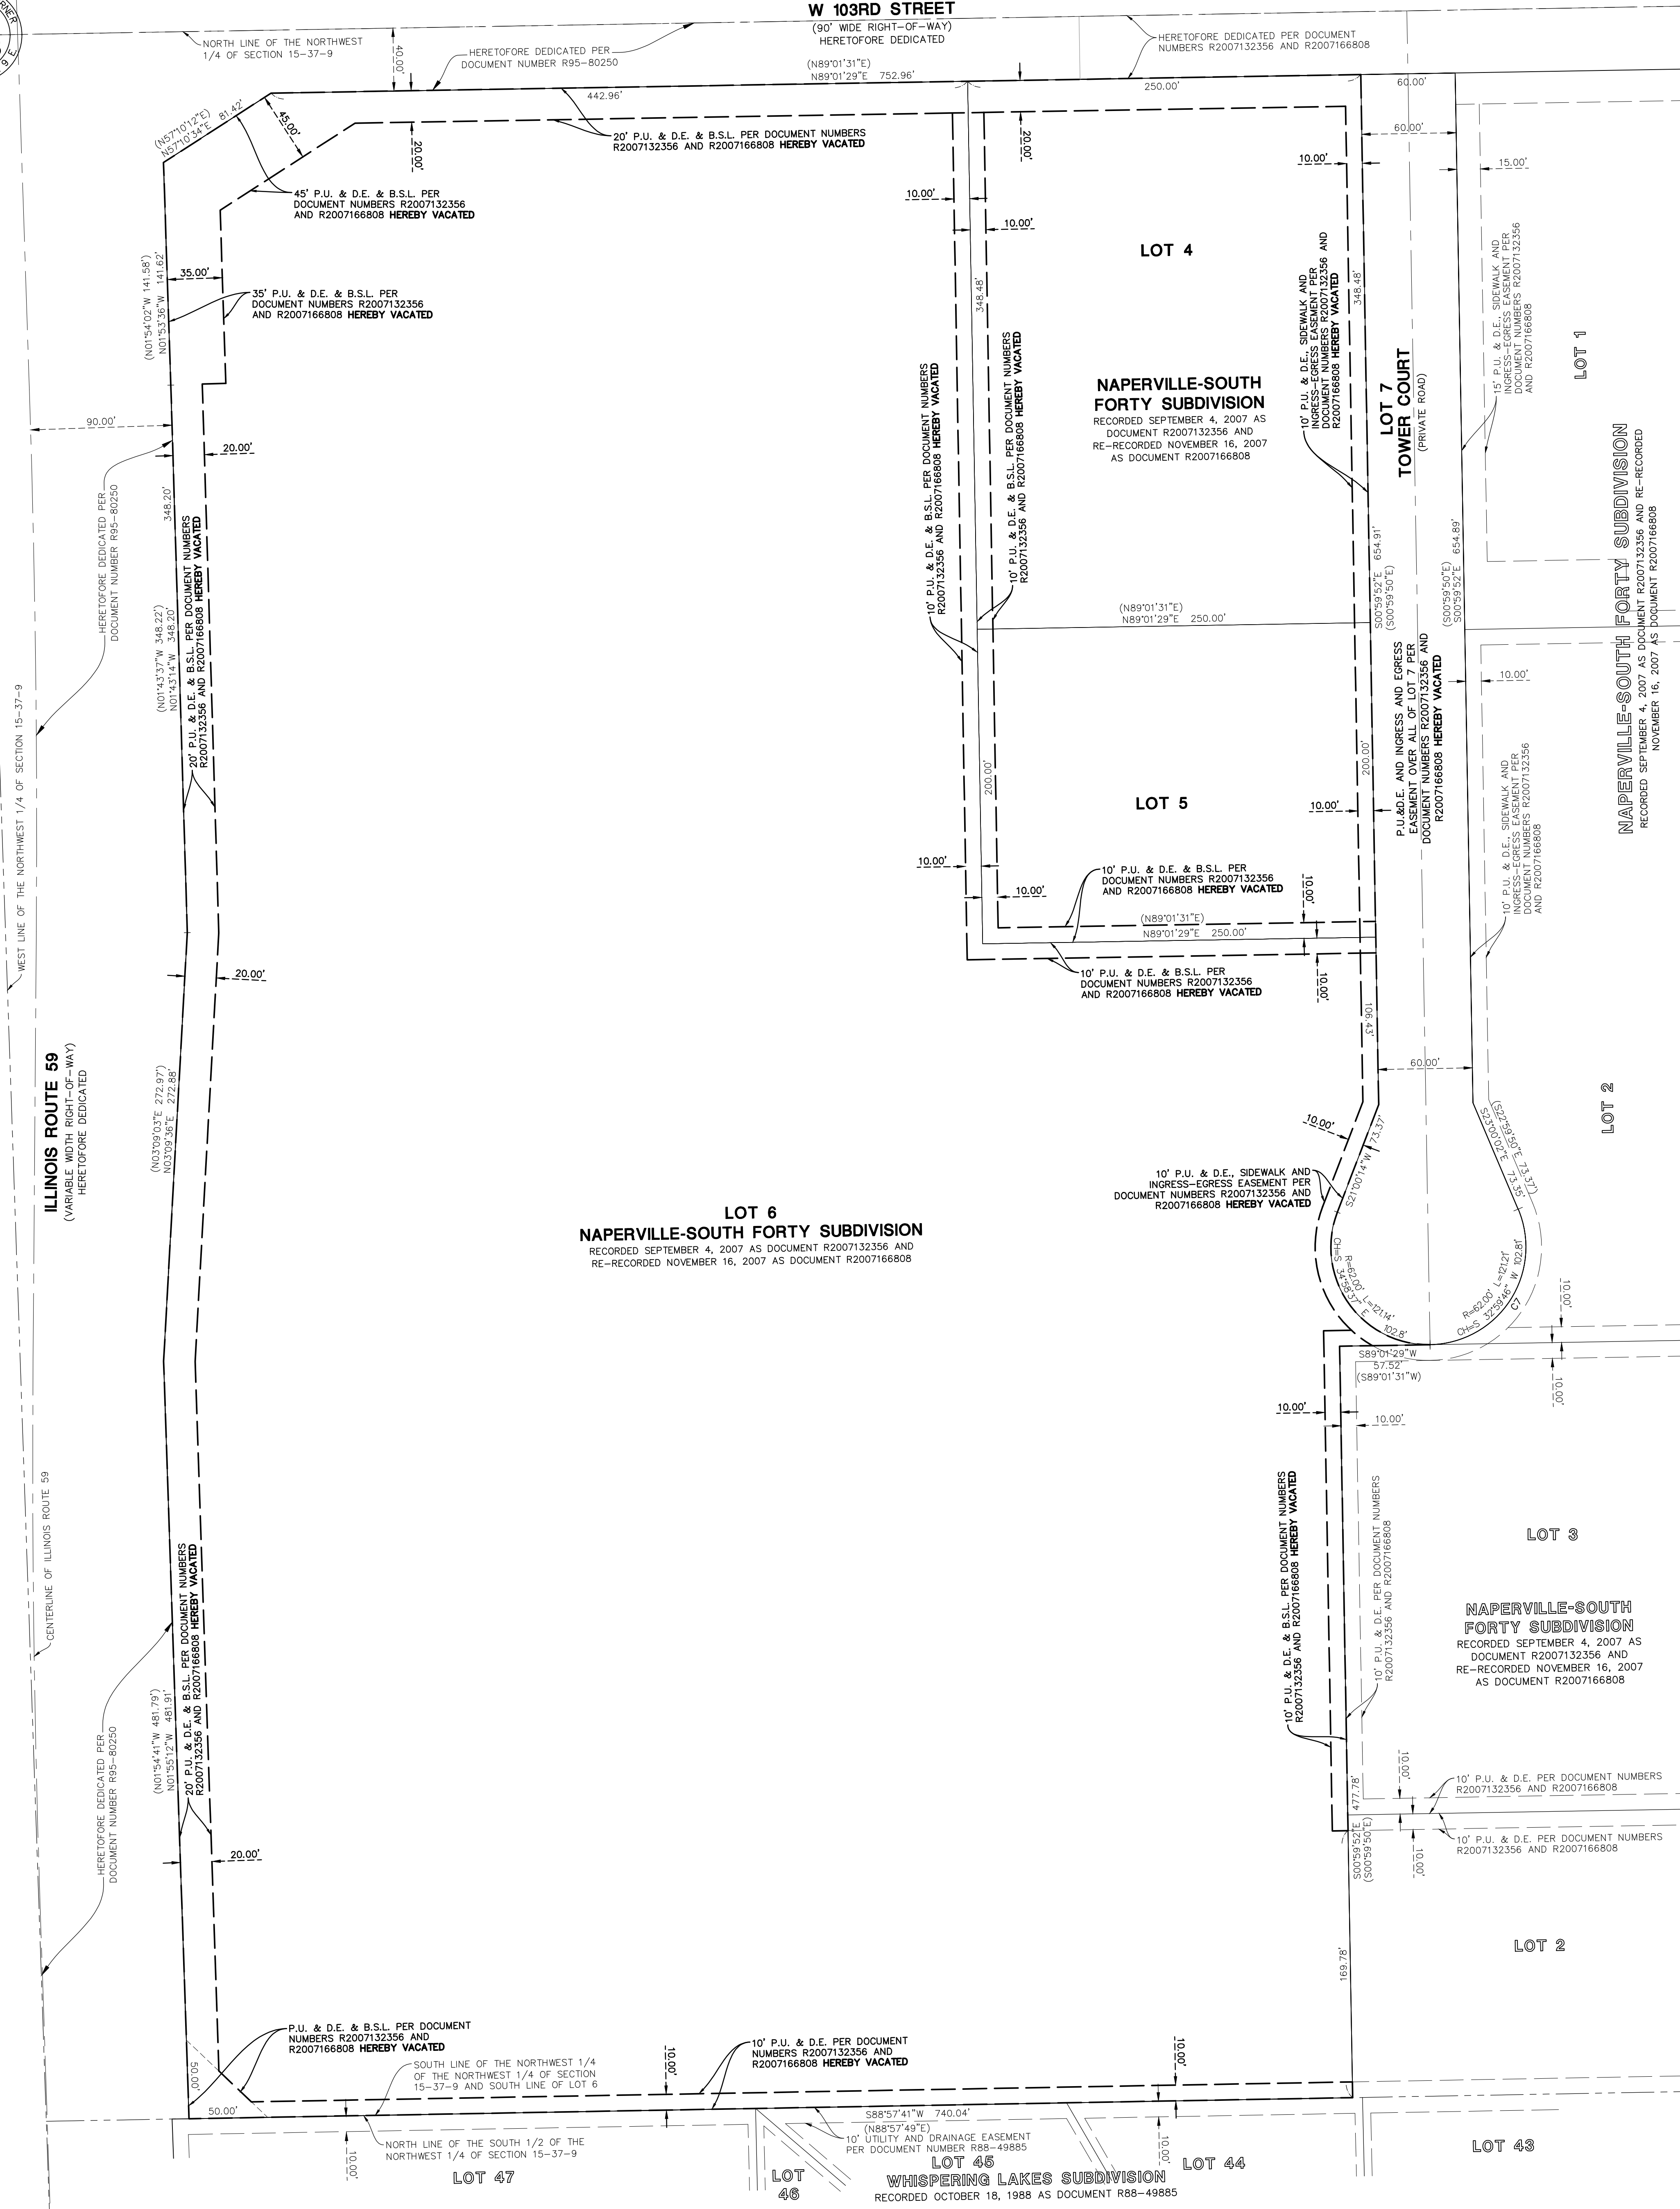 W 103RD STREET
(90' WIDE RIGHT-OF-WAY)
HERETOFORE DEDICATED
NORTH LINE OF THE NORTHWEST
1/4 OF SECTION 15-37-9
40.00'
HERETOFORE DEDICATED PER
DOCUMENT NUMBER R95-80250
HERETOFORE DEDICATED PER DOCUMENT
NUMBERS R2007132356 AND R2007166808
(N89°01'31"E)
N89°01'29"E 752.96'
442.96'
250.00'
60.00'
(N57°10'12"E)
N57°10'34"E 81.42'
45.00'
20.00'
20' P.U. & D.E. & B.S.L. PER DOCUMENT NUMBERS
R2007132356 AND R2007166808 HEREBY VACATED
20.00'
60.00'
10.00'
15.00'
45' P.U. & D.E. & B.S.L. PER
DOCUMENT NUMBERS R2007132356
AND R2007166808 HEREBY VACATED
10.00'
10.00'
LOT 4
(N01°54'02"W 141.58')
N01°53'36"W 141.62'
35.00'
35' P.U. & D.E. & B.S.L. PER
DOCUMENT NUMBERS R2007132356
AND R2007166808 HEREBY VACATED
348.48'
10' P.U. & D.E., SIDEWALK AND
INGRESS-EGRESS EASEMENT PER
DOCUMENT NUMBERS R2007132356 AND
R2007166808 HEREBY VACATED
348.48'
15' P.U. & D.E., SIDEWALK AND
INGRESS-EGRESS EASEMENT PER
DOCUMENT NUMBERS R2007132356
AND R2007166808
LOT 1
NAPERVILLE-SOUTH
FORTY SUBDIVISION
RECORDED SEPTEMBER 4, 2007 AS
DOCUMENT R2007132356 AND
RE-RECORDED NOVEMBER 16, 2007
AS DOCUMENT R2007166808
LOT 7
TOWER COURT
(PRIVATE ROAD)
90.00'
20.00'
HERETOFORE DEDICATED PER
DOCUMENT NUMBER R95-80250
348.20'
20' P.U. & D.E. & B.S.L. PER DOCUMENT NUMBERS
R2007132356 AND R2007166808 HEREBY VACATED
10' P.U. & D.E. & B.S.L. PER DOCUMENT NUMBERS
R2007132356 AND R2007166808 HEREBY VACATED
10' P.U. & D.E. & B.S.L. PER DOCUMENT NUMBERS
R2007132356 AND R2007166808 HEREBY VACATED
S00°59'52"E 654.91'
(S00°59'50"E)
(S00°59'50"E)
S00°59'52"E 654.89'
NAPERVILLE-SOUTH FORTY SUBDIVISION
RECORDED SEPTEMBER 4, 2007 AS DOCUMENT R2007132356 AND RE-RECORDED
NOVEMBER 16, 2007 AS DOCUMENT R2007166808
(N89°01'31"E)
N89°01'29"E 250.00'
(N01°43'37"W 348.22')
N01°43'14"W 348.20'
WEST LINE OF THE NORTHWEST 1/4 OF SECTION 15-37-9
P.U.&D.E. AND INGRESS AND EGRESS
EASEMENT OVER ALL OF LOT 7 PER
DOCUMENT NUMBERS R2007132356 AND
R2007166808 HEREBY VACATED
10.00'
200.00'
200.00'
LOT 5
10.00'
10' P.U. & D.E., SIDEWALK AND
INGRESS-EGRESS EASEMENT PER
DOCUMENT NUMBERS R2007132356
AND R2007166808
10.00'
10.00'
10' P.U. & D.E. & B.S.L. PER
DOCUMENT NUMBERS R2007132356
AND R2007166808 HEREBY VACATED
10.00'
(N89°01'31"E)
N89°01'29"E 250.00'
10' P.U. & D.E. & B.S.L. PER
DOCUMENT NUMBERS R2007132356
AND R2007166808 HEREBY VACATED
10.00'
20.00'
106.43'
60.00'
ILLINOIS ROUTE 59
(VARIABLE WIDTH RIGHT-OF-WAY)
HERETOFORE DEDICATED
(N03°09'03"E 272.97')
N03°09'36"E 272.88'
LOT 2
10.00'
73.37'
S21°00'14"W
(S22°59'50"E 73.37')
S23°00'02"E 73.35'
10' P.U. & D.E., SIDEWALK AND
INGRESS-EGRESS EASEMENT PER
DOCUMENT NUMBERS R2007132356 AND
R2007166808 HEREBY VACATED
LOT 6
NAPERVILLE-SOUTH FORTY SUBDIVISION
RECORDED SEPTEMBER 4, 2007 AS DOCUMENT R2007132356 AND
RE-RECORDED NOVEMBER 16, 2007 AS DOCUMENT R2007166808
R=62.00' L=121.14'
CH=S 34°58'37" E 102.8'
R=62.00' L=121.21'
CH=S 32°59'46" W 102.81'
C7
10.00'
S89°01'29"W
57.52'
(S89°01'31"W)
10.00'
10.00'
10.00'
CENTERLINE OF ILLINOIS ROUTE 59
10' P.U. & D.E. & B.S.L. PER DOCUMENT NUMBERS
R2007132356 AND R2007166808 HEREBY VACATED
10' P.U. & D.E. PER DOCUMENT NUMBERS
R2007132356 AND R2007166808
LOT 3
NAPERVILLE-SOUTH
FORTY SUBDIVISION
RECORDED SEPTEMBER 4, 2007 AS
DOCUMENT R2007132356 AND
RE-RECORDED NOVEMBER 16, 2007
AS DOCUMENT R2007166808
20' P.U. & D.E. & B.S.L. PER DOCUMENT NUMBERS
R2007132356 AND R2007166808 HEREBY VACATED
(N01°54'41"W 481.79')
N01°55'12"W 481.91'
HERETOFORE DEDICATED PER
DOCUMENT NUMBER R95-80250
20.00'
10.00'
10' P.U. & D.E. PER DOCUMENT NUMBERS
R2007132356 AND R2007166808
10' P.U. & D.E. PER DOCUMENT NUMBERS
R2007132356 AND R2007166808
10.00'
S00°59'52"E 477.78'
(S00°59'50"E)
169.78'
LOT 2
P.U. & D.E. & B.S.L. PER DOCUMENT
NUMBERS R2007132356 AND
R2007166808 HEREBY VACATED
SOUTH LINE OF THE NORTHWEST 1/4
OF THE NORTHWEST 1/4 OF SECTION
15-37-9 AND SOUTH LINE OF LOT 6
10.00'
10' P.U. & D.E. PER DOCUMENT
NUMBERS R2007132356 AND
R2007166808 HEREBY VACATED
10.00'
50.00'
50.00'
S88°57'41"W 740.04'
(N88°57'49"E)
10' UTILITY AND DRAINAGE EASEMENT
PER DOCUMENT NUMBER R88-49885
NORTH LINE OF THE SOUTH 1/2 OF THE
NORTHWEST 1/4 OF SECTION 15-37-9
10.00'
10.00'
LOT 47
LOT
46
LOT 45
LOT 44
LOT 43
WHISPERING LAKES SUBDIVISION
RECORDED OCTOBER 18, 1988 AS DOCUMENT R88-49885